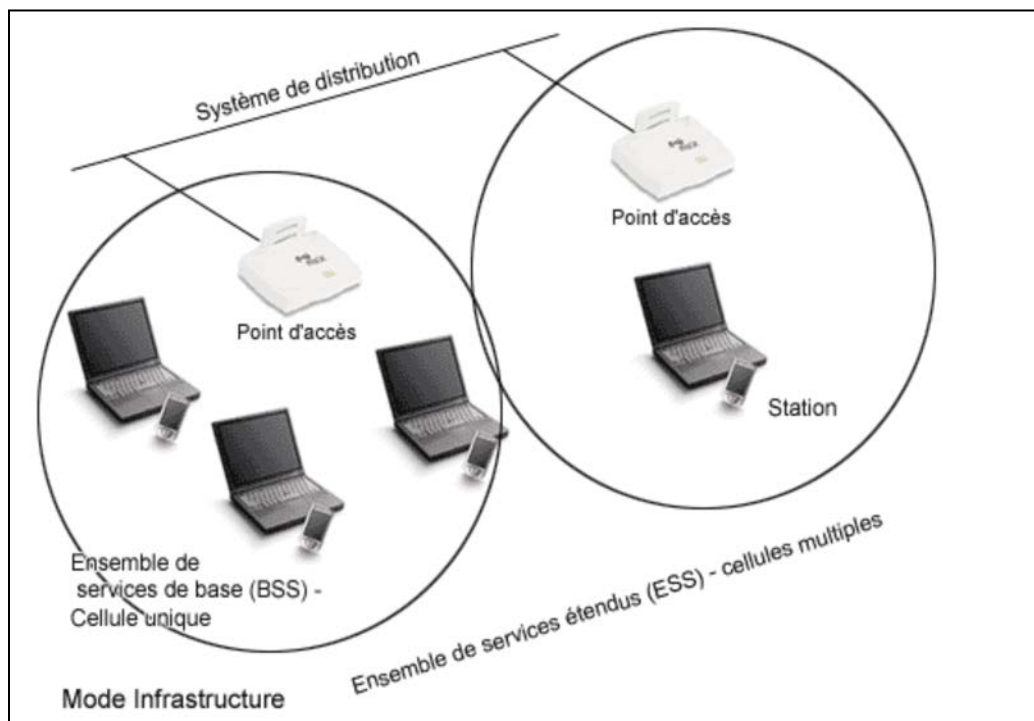 Système de distribution
Point d'accès
Point d'accès
Station
Ensemble de
services de base (BSS) -
Cellule unique
Ensemble de services étendus (ESS) - cellules multiples
Mode Infrastructure